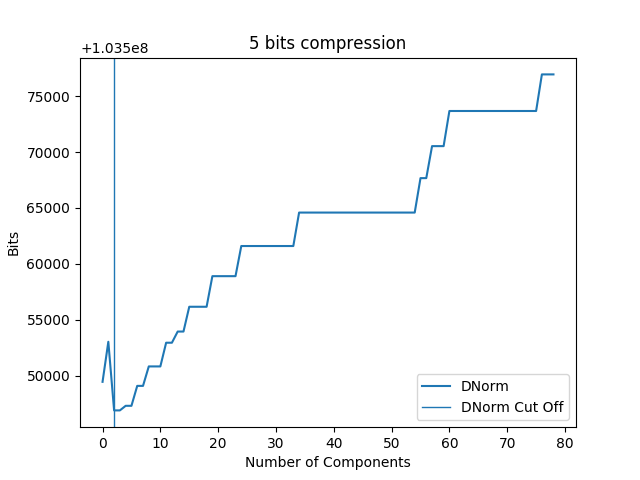 5 bits compression
+1.035e8
75000
70000
65000
60000
55000
50000
Bits
0 10 20 30 40 50 60 70 80
Number of Components
DNorm
DNorm Cut Off